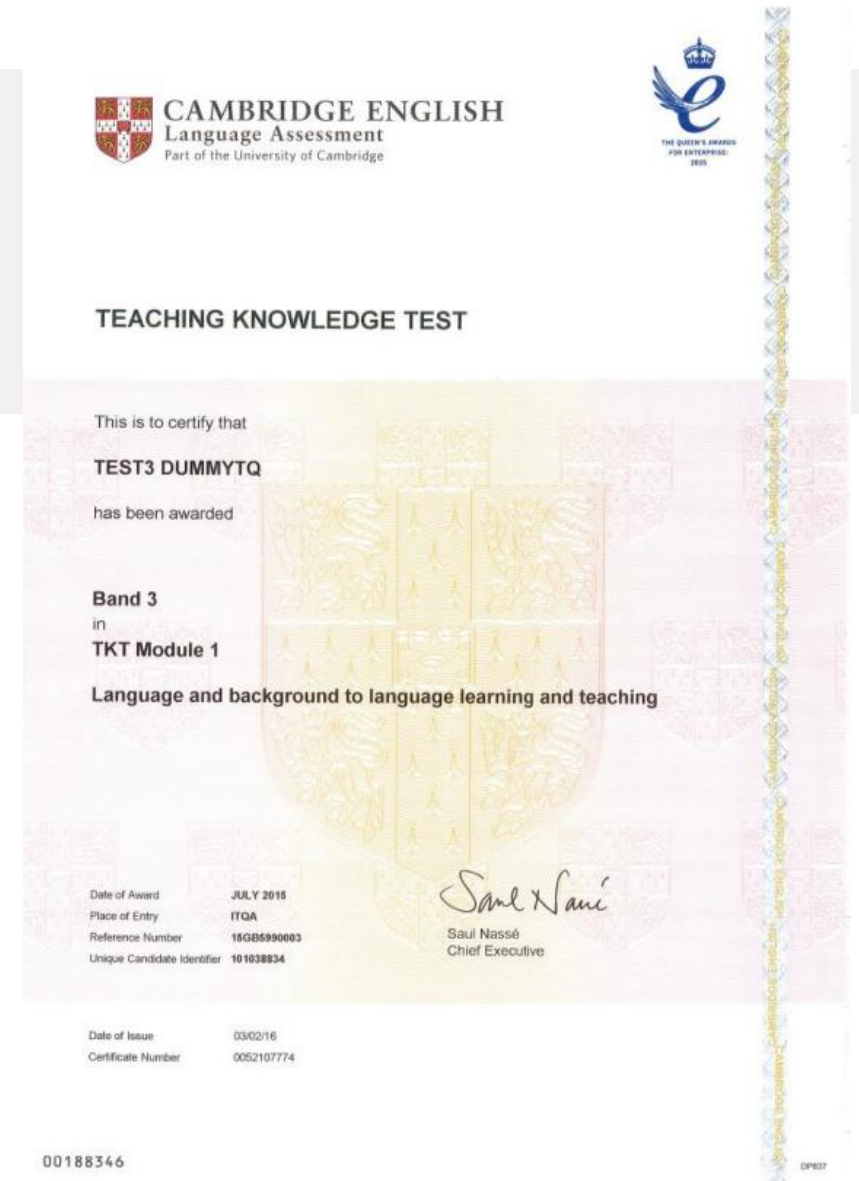 CAMBRIDGE ENGLISH
Language Assessment
Part of the University of Cambridge
THE QUEEN'S AWARDS
FOR ENTERPRISE:
2015
TEACHING KNOWLEDGE TEST
This is to certify that
TEST3 DUMMYTQ
has been awarded
Band 3
in
TKT Module 1
Language and background to language learning and teaching
Date of Award JULY 2015
Place of Entry ITQA
Reference Number 15GB5990003
Unique Candidate Identifier 101038834
Saul Nassé
Saul Nassé
Chief Executive
Date of Issue 03/02/16
Certificate Number 0052107774
00188346
DP837